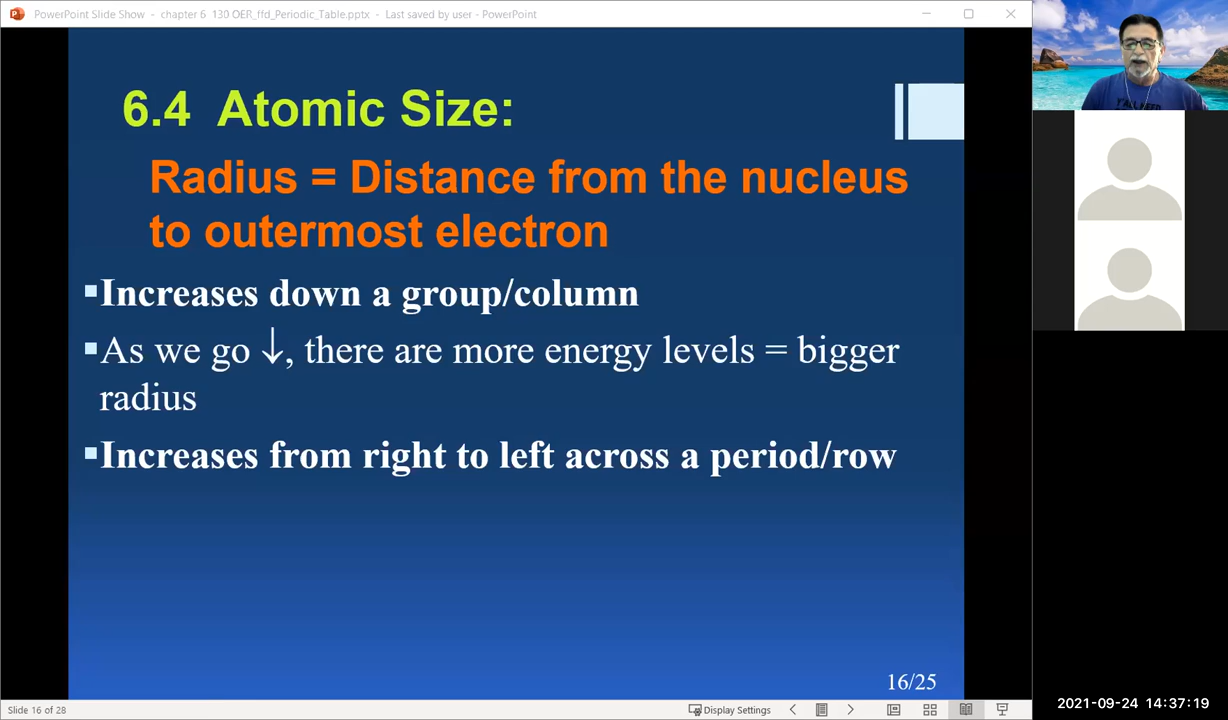 PowerPoint Slide Show - chapter 6 130 OER_ffd_Periodic_Table.pptx - Last saved by user - PowerPoint
6.4 Atomic Size:
Radius = Distance from the nucleus
to outermost electron
▪Increases down a group/column
▪As we go ↓, there are more energy levels = bigger
radius
▪Increases from right to left across a period/row
16/25
Slide 16 of 28
Display Settings
2021-09-24 14:37:19